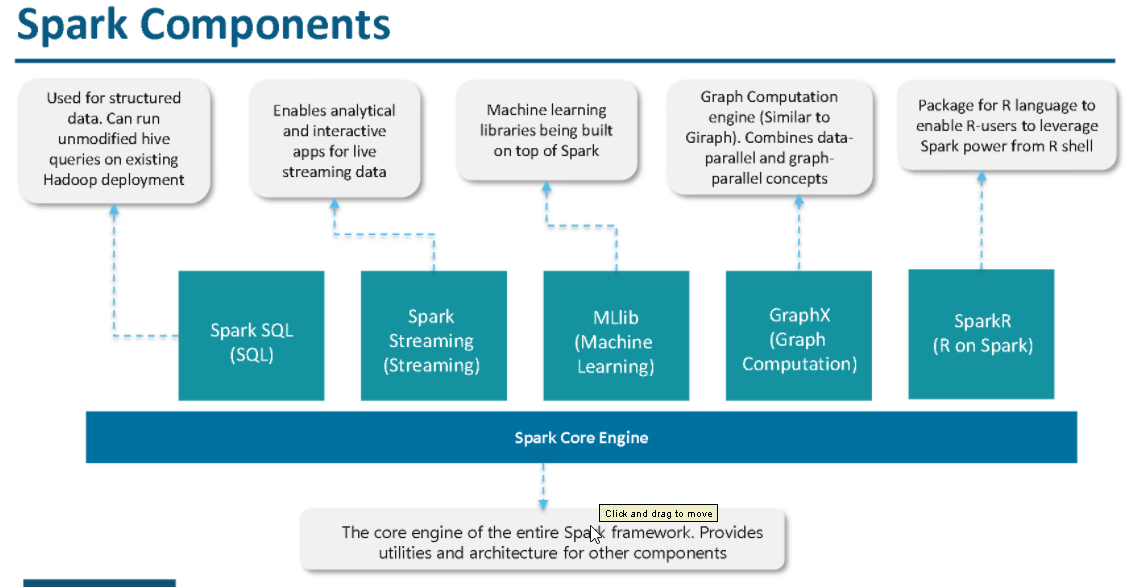 Spark Components
Used for structured
data. Can run
unmodified hive
queries on existing
Hadoop deployment
Enables analytical
and interactive
apps for live
streaming data
Machine learning
libraries being built
on top of Spark
Graph Computation
engine (Similar to
Giraph). Combines data-
parallel and graph-
parallel concepts
Package for R language to
enable R-users to leverage
Spark power from R shell
Spark SQL
(SQL)
Spark
Streaming
(Streaming)
MLlib
(Machine
Learning)
GraphX
(Graph
Computation)
SparkR
(R on Spark)
Spark Core Engine
Click and drag to move
The core engine of the entire Spark framework. Provides
utilities and architecture for other components